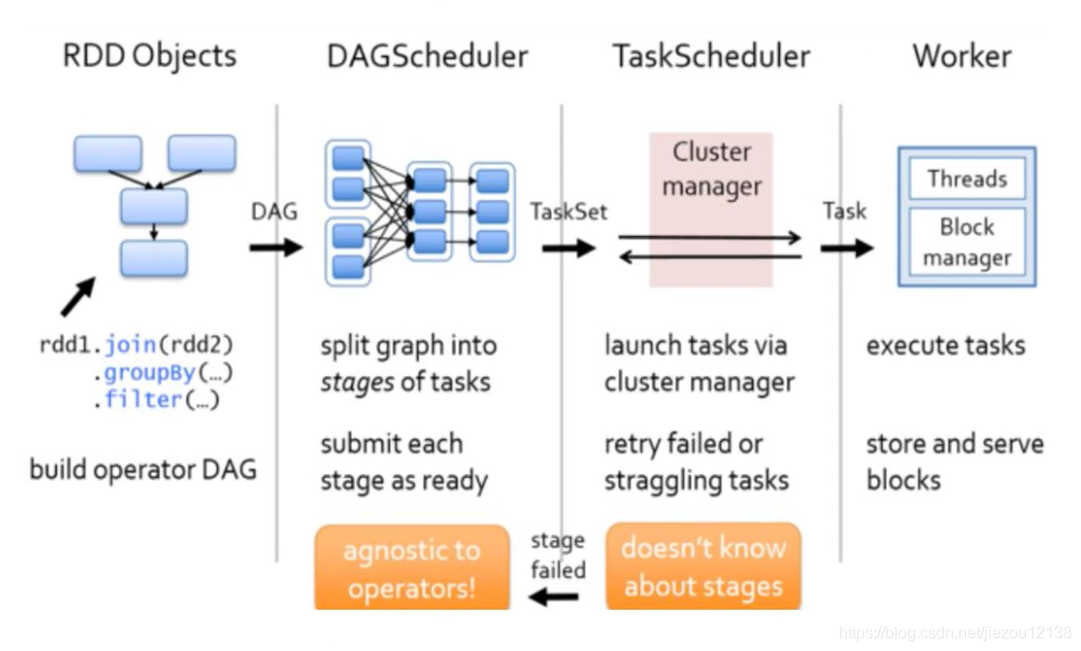 RDD Objects
DAGScheduler
TaskScheduler
Worker
DAG
TaskSet
Cluster
manager
Task
Threads
Block
manager
rdd1.join(rdd2)
.groupBy(…)
.filter(…)
build operator DAG
split graph into
stages of tasks
submit each
stage as ready
agnostic to
operators!
launch tasks via
cluster manager
retry failed or
straggling tasks
stage
failed
doesn't know
about stages
execute tasks
store and serve
blocks
https://blog.csdn.net/jiezou12138